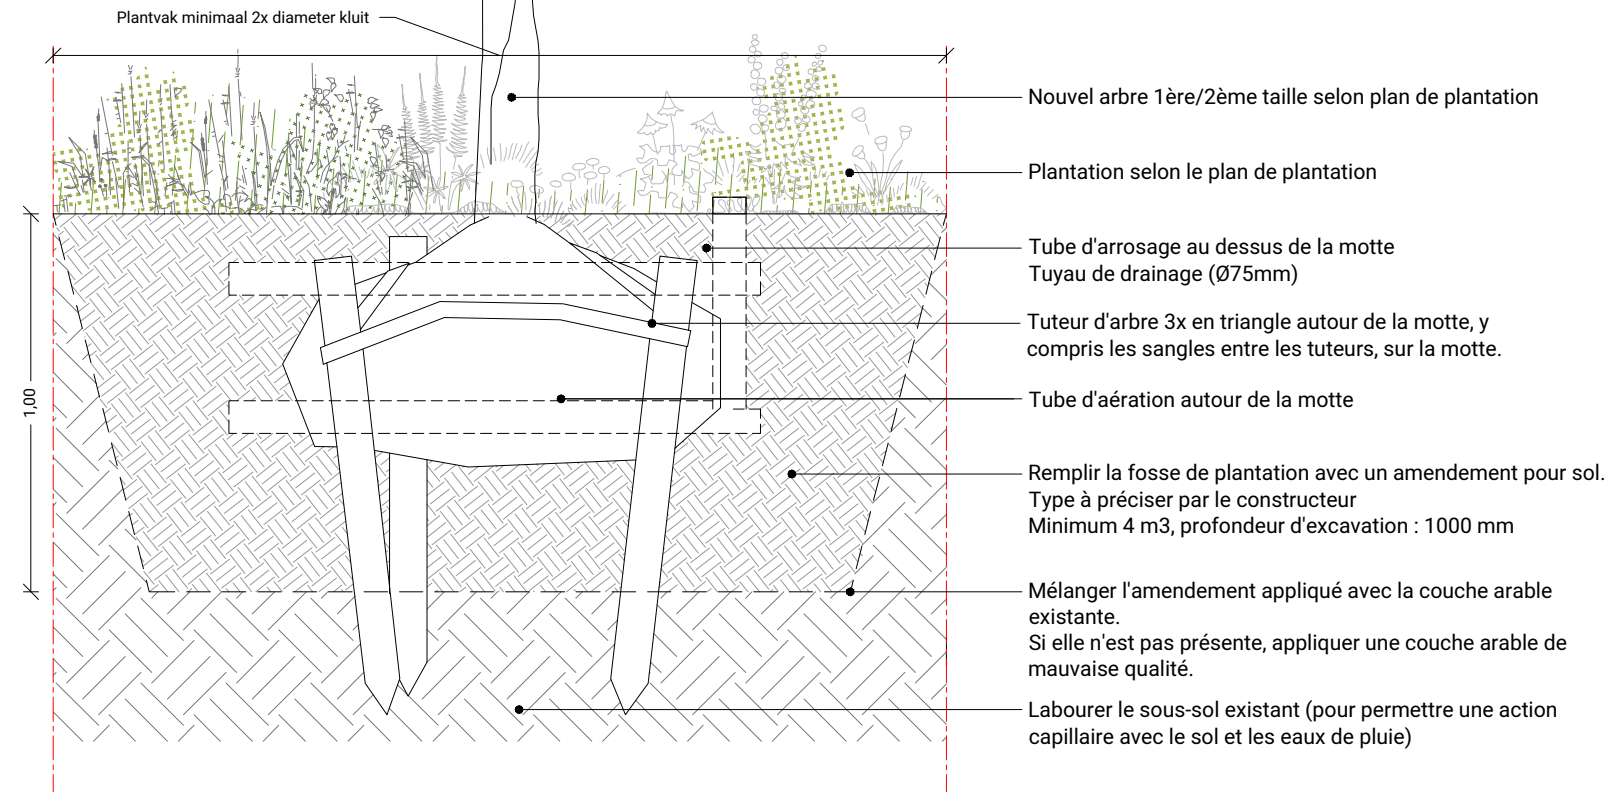 Plantvak minimaal 2x diameter kluit
Nouvel arbre 1ère/2ème taille selon plan de plantation
Plantation selon le plan de plantation
Tube d'arrosage au dessus de la motte
Tuyau de drainage (Ø75mm)
Tuteur d'arbre 3x en triangle autour de la motte, y
compris les sangles entre les tuteurs, sur la motte.
1,00
Tube d'aération autour de la motte
Remplir la fosse de plantation avec un amendement pour sol.
Type à préciser par le constructeur
Minimum 4 m3, profondeur d'excavation : 1000 mm
Mélanger l'amendement appliqué avec la couche arable
existante.
Si elle n'est pas présente, appliquer une couche arable de
mauvaise qualité.
Labourer le sous-sol existant (pour permettre une action
capillaire avec le sol et les eaux de pluie)